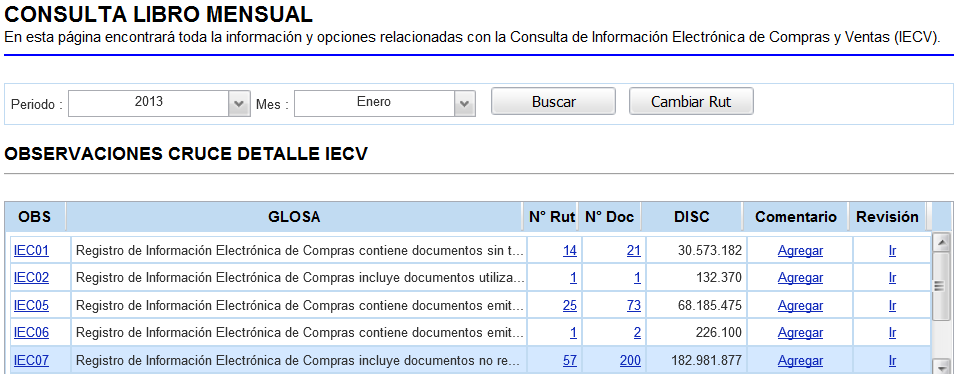 CONSULTA LIBRO MENSUAL
En esta página encontrará toda la información y opciones relacionadas con la Consulta de Información Electrónica de Compras y Ventas (IECV).
Periodo : 2013 Mes : Enero Buscar Cambiar Rut
OBSERVACIONES CRUCE DETALLE IECV
OBS GLOSA N° Rut N° Doc DISC Comentario Revisión
IEC01 Registro de Información Electrónica de Compras contiene documentos sin t... 14 21 30.573.182 Agregar Ir
IEC02 Registro de Información Electrónica de Compras incluye documentos utiliza... 1 1 132.370 Agregar Ir
IEC05 Registro de Información Electrónica de Compras contiene documentos emit... 25 73 68.185.475 Agregar Ir
IEC06 Registro de Información Electrónica de Compras contiene documentos emit... 1 2 226.100 Agregar Ir
IEC07 Registro de Información Electrónica de Compras incluye documentos no re... 57 200 182.981.877 Agregar Ir